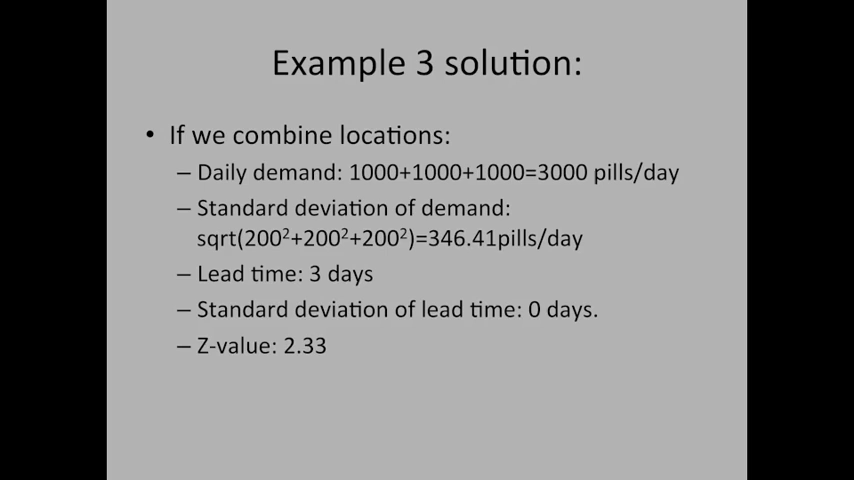 Example 3 solution:
• If we combine locations:
– Daily demand: 1000+1000+1000=3000 pills/day
– Standard deviation of demand:
sqrt(200²+200²+200²)=346.41pills/day
– Lead time: 3 days
– Standard deviation of lead time: 0 days.
– Z-value: 2.33